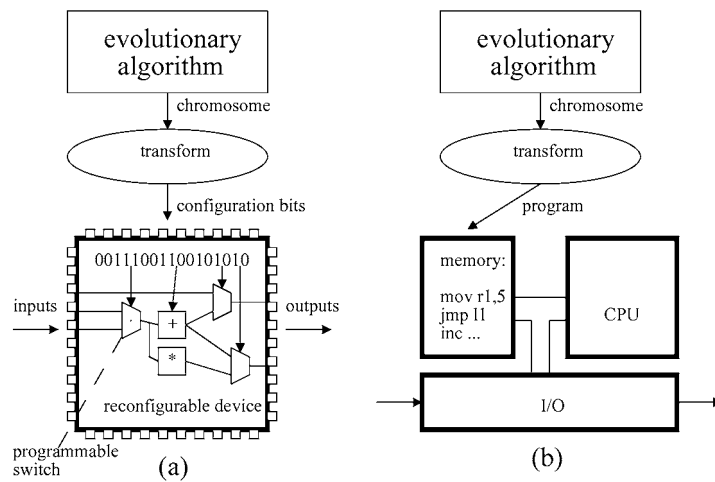 evolutionary
algorithm
chromosome
transform
configuration bits
00111001100101010
inputs
outputs
+
*
reconfigurable device
programmable
switch
(a)
evolutionary
algorithm
chromosome
transform
program
memory:
mov r1,5
jmp l1
inc ...
CPU
I/O
(b)